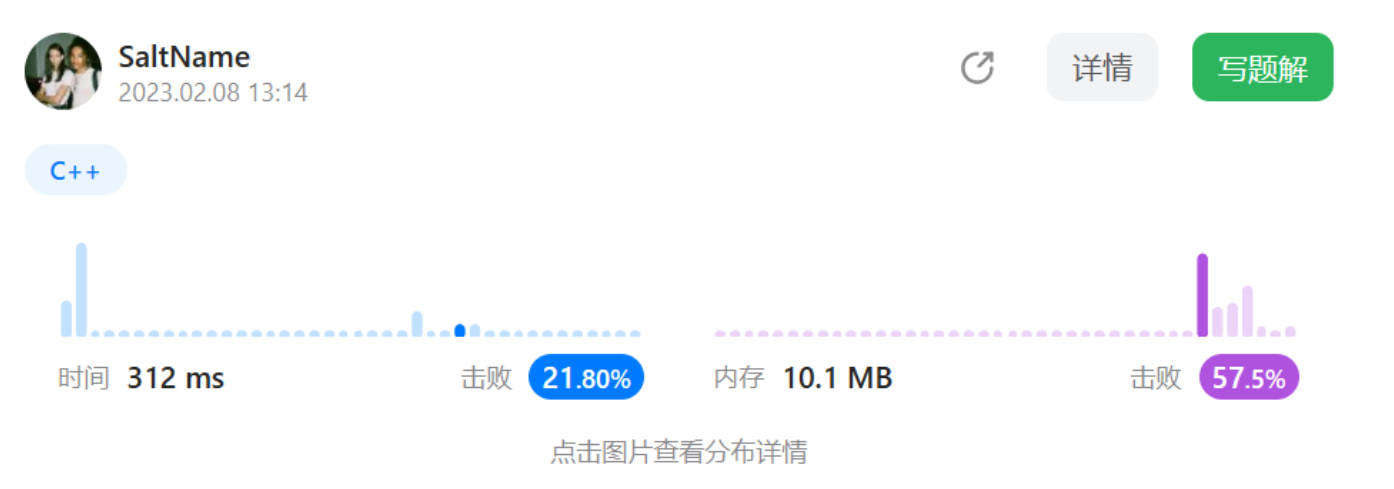 SaltName
2023.02.08 13:14
详情
写题解
C++
时间 312 ms 击败 21.80%
内存 10.1 MB 击败 57.5%
点击图片查看分布详情